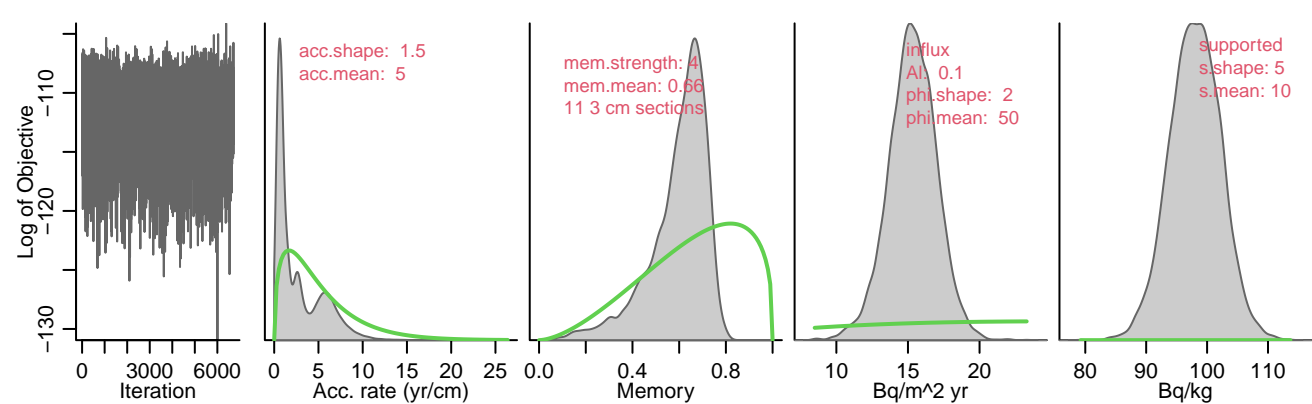 Log of Objective
−110
−120
−130
0
3000
6000
Iteration
acc.shape: 1.5
acc.mean: 5
0
5
10
15
20
25
Acc. rate (yr/cm)
mem.strength: 4
mem.mean: 0.66
11 3 cm sections
0.0
0.4
0.8
Memory
influx
Al: 0.1
phi.shape: 2
phi.mean: 50
10
15
20
Bq/m^2 yr
supported
s.shape: 5
s.mean: 10
80
90
100
110
Bq/kg